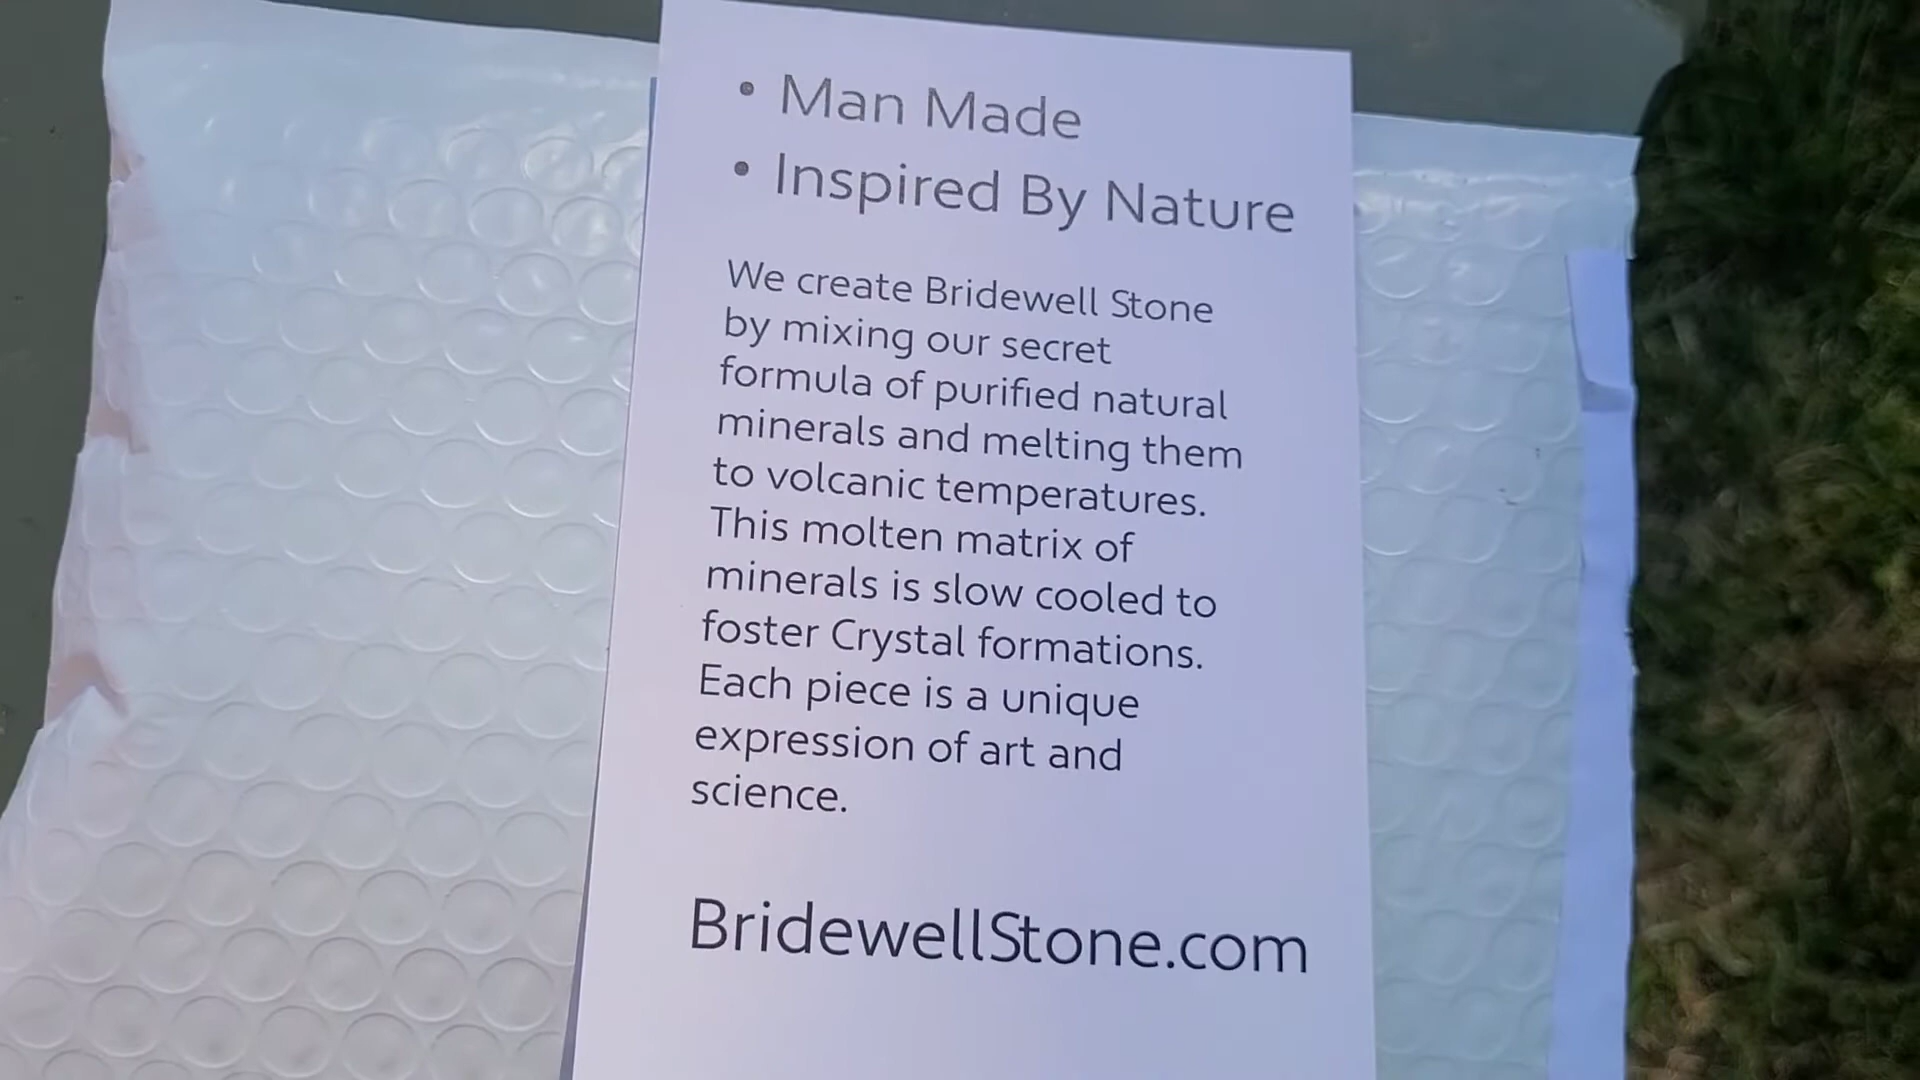 • Man Made
• Inspired By Nature
We create Bridewell Stone
by mixing our secret
formula of purified natural
minerals and melting them
to volcanic temperatures.
This molten matrix of
minerals is slow cooled to
foster Crystal formations.
Each piece is a unique
expression of art and
science.
BridewellStone.com